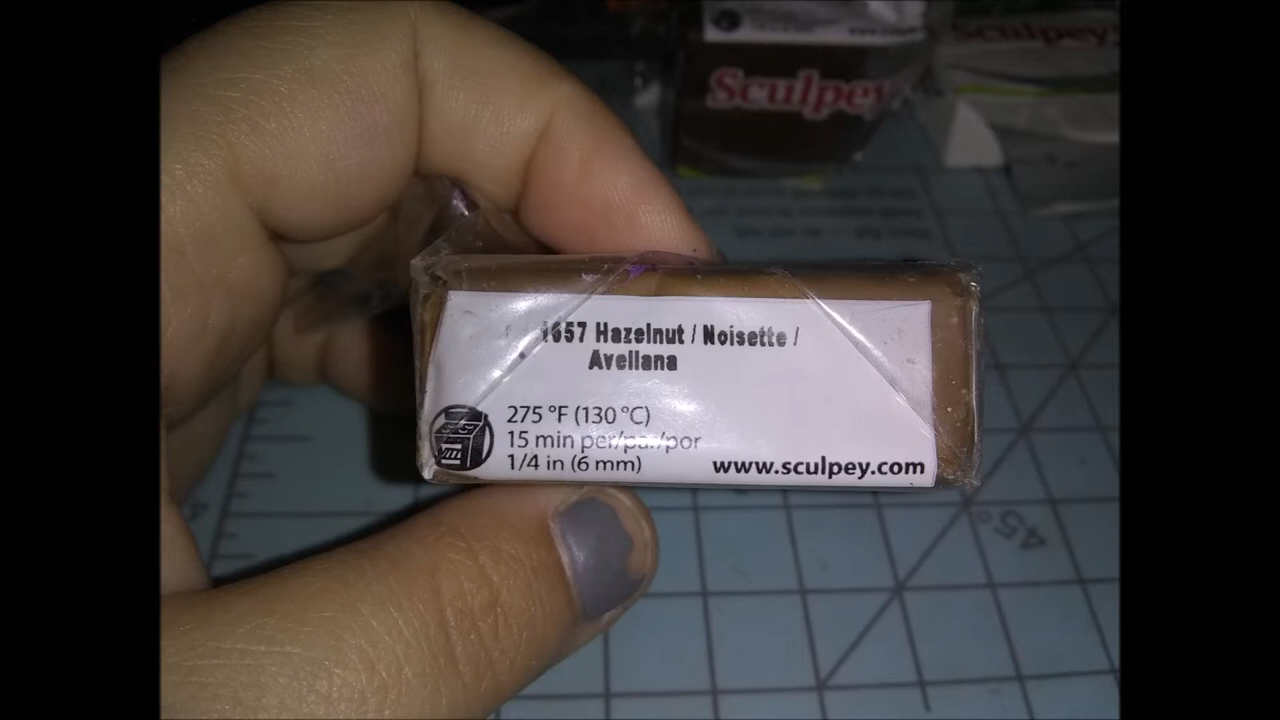 Sculpey
sculpey
1657 Hazelnut / Noisette /
Avellana
275 °F (130 °C)
15 min per/par/por
1/4 in (6 mm)
www.sculpey.com
45°